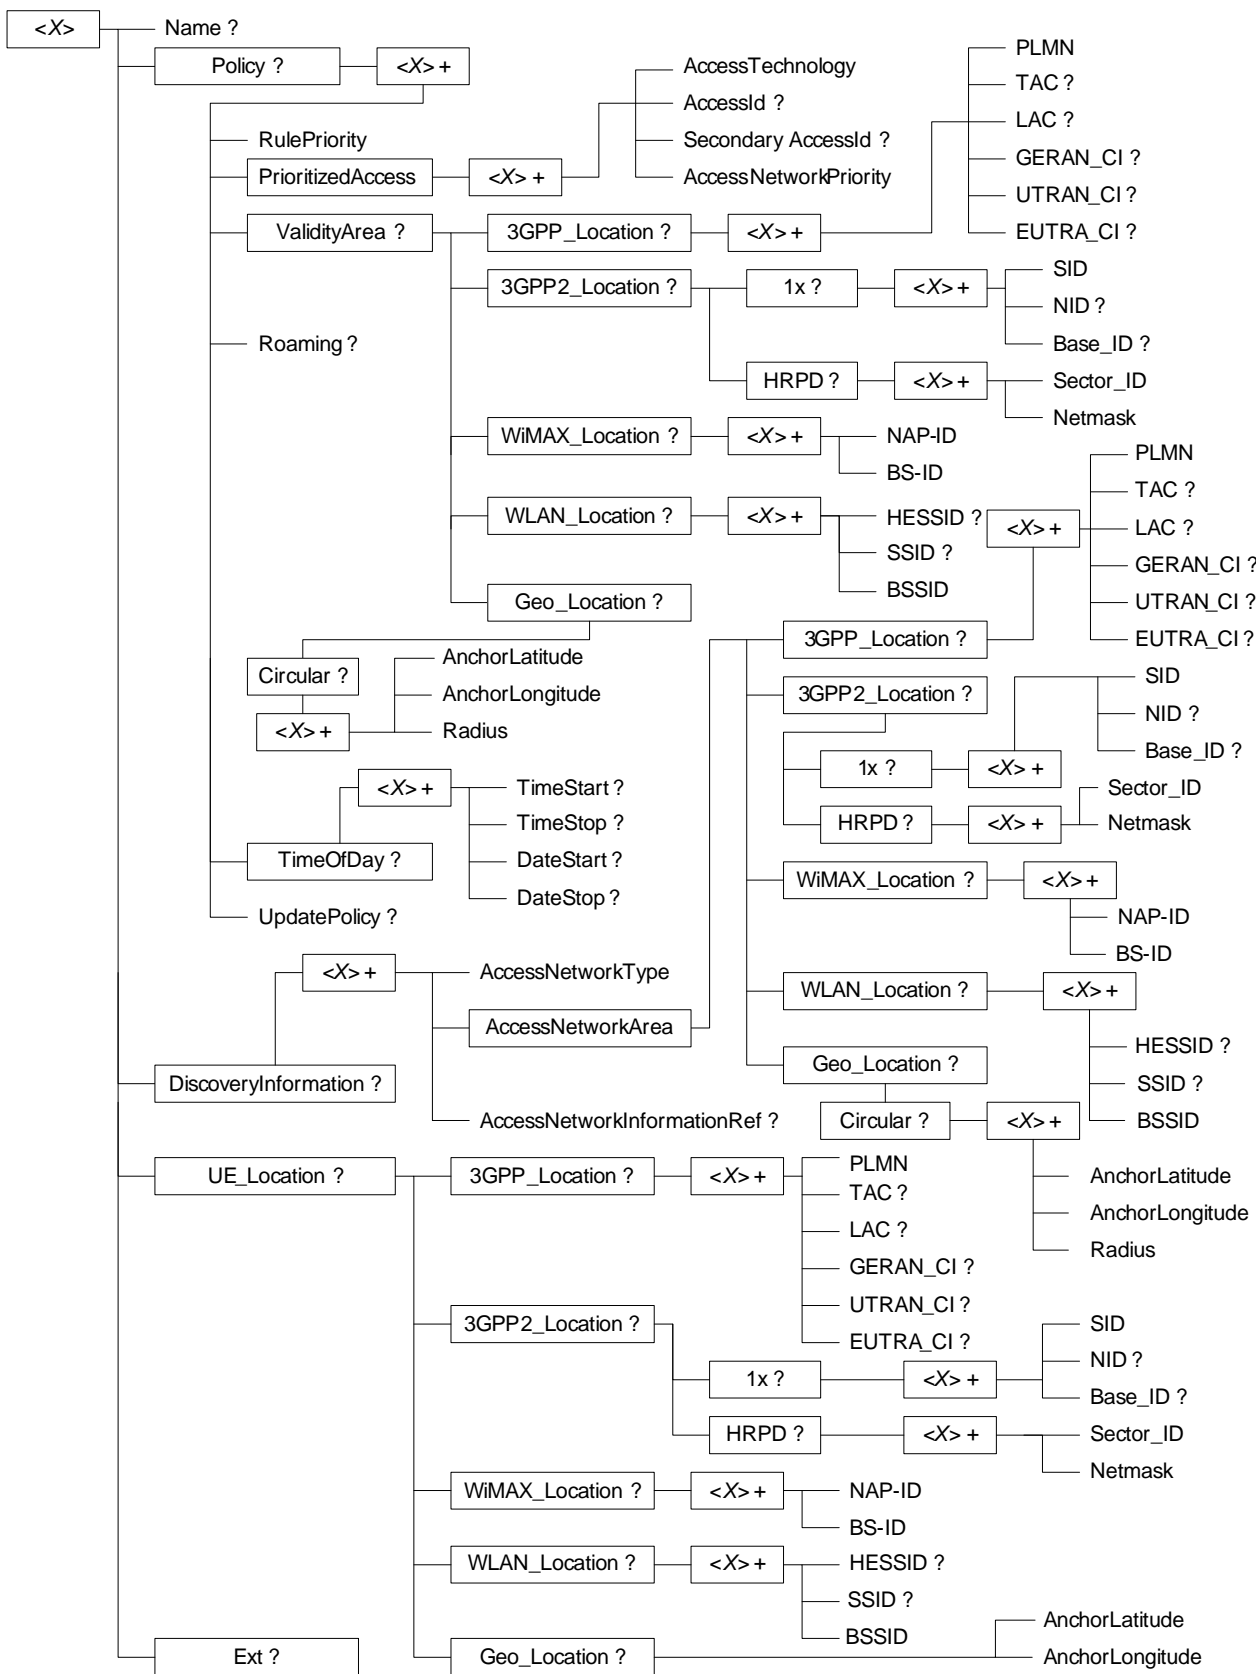 <X>
Name ?
Policy ?
<X> +
RulePriority
PrioritizedAccess
<X> +
AccessTechnology
AccessId ?
Secondary AccessId ?
AccessNetworkPriority
ValidityArea ?
3GPP_Location ?
<X> +
PLMN
TAC ?
LAC ?
GERAN_CI ?
UTRAN_CI ?
EUTRA_CI ?
3GPP2_Location ?
1x ?
<X> +
SID
NID ?
Base_ID ?
HRPD ?
<X> +
Sector_ID
Netmask
Roaming ?
WiMAX_Location ?
<X> +
NAP-ID
BS-ID
WLAN_Location ?
<X> +
HESSID ?
SSID ?
BSSID
Geo_Location ?
Circular ?
<X> +
AnchorLatitude
AnchorLongitude
Radius
TimeOfDay ?
<X> +
TimeStart ?
TimeStop ?
DateStart ?
DateStop ?
UpdatePolicy ?
DiscoveryInformation ?
<X> +
AccessNetworkType
AccessNetworkArea
3GPP_Location ?
<X> +
PLMN
TAC ?
LAC ?
GERAN_CI ?
UTRAN_CI ?
EUTRA_CI ?
3GPP2_Location ?
1x ?
<X> +
SID
NID ?
Base_ID ?
HRPD ?
<X> +
Sector_ID
Netmask
WiMAX_Location ?
<X> +
NAP-ID
BS-ID
WLAN_Location ?
<X> +
HESSID ?
SSID ?
BSSID
Geo_Location ?
Circular ?
<X> +
AnchorLatitude
AnchorLongitude
Radius
AccessNetworkInformationRef ?
UE_Location ?
3GPP_Location ?
<X> +
PLMN
TAC ?
LAC ?
GERAN_CI ?
UTRAN_CI ?
EUTRA_CI ?
3GPP2_Location ?
1x ?
<X> +
SID
NID ?
Base_ID ?
HRPD ?
<X> +
Sector_ID
Netmask
WiMAX_Location ?
<X> +
NAP-ID
BS-ID
WLAN_Location ?
<X> +
HESSID ?
SSID ?
BSSID
Geo_Location ?
AnchorLatitude
AnchorLongitude
Ext ?